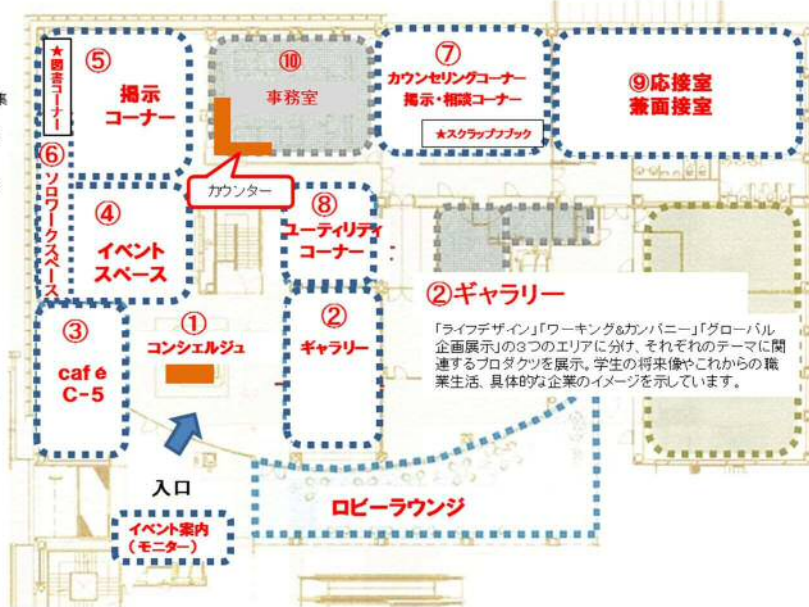 ★図書コーナー
⑤
掲示
コーナー
⑩
事務室
⑦
カウンセリングコーナー
掲示・相談コーナー
★スクラップブック
⑨応接室
兼面接室
集
⑥
ソロワークスペース
カウンター
④
イベント
スペース
⑧
ユーティリティ
コーナー
③
café
C-5
①
コンシェルジュ
②
ギャラリー
②ギャラリー
「ライフデザイン」「ワーキング&カンパニー」「グローバル
企画展示」の3つのエリアに分け、それぞれのテーマに関
連するプロダクツを展示。学生の将来像やこれからの職
業生活、具体的な企業のイメージを示しています。
入口
ロビーラウンジ
イベント案内
(モニター)